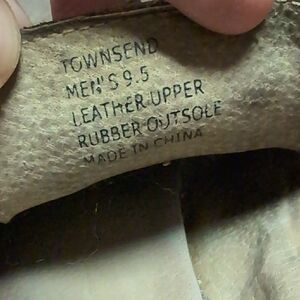 TOWNSEND
MEN'S 9.5
LEATHER UPPER
RUBBER OUTSOLE
MADE IN CHINA